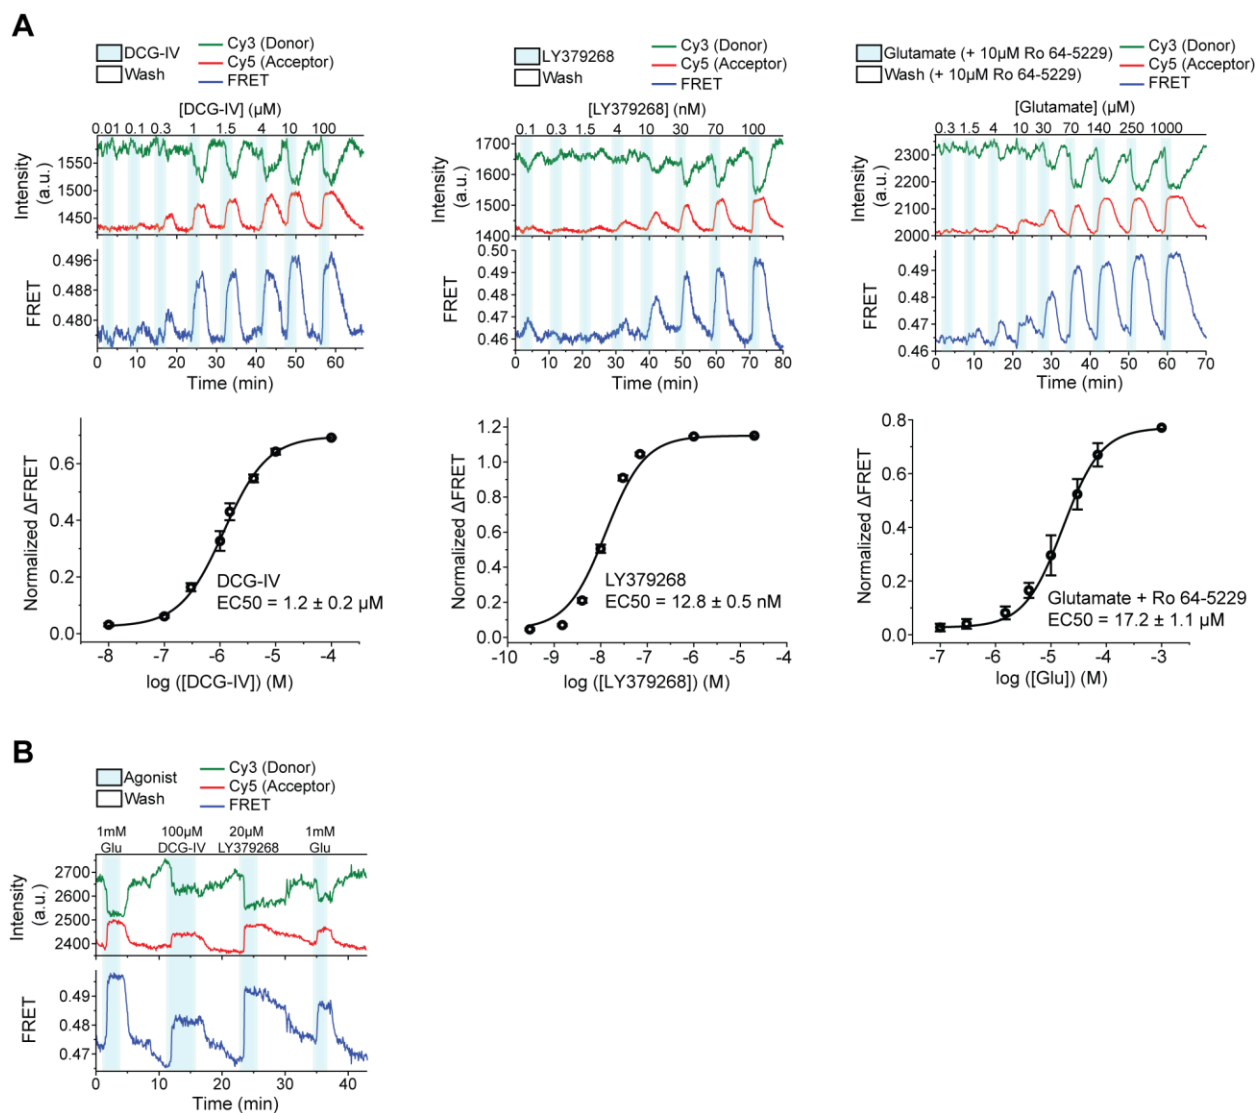 A
DCG-IV
Wash
Cy3 (Donor)
Cy5 (Acceptor)
FRET
[DCG-IV] (µM)
0.01 0.1 0.3 1 1.5 4 10 100
Intensity
(a.u.)
1550
1500
1450
FRET
0.496
0.488
0.480
0 10 20 30 40 50 60
Time (min)
LY379268
Wash
Cy3 (Donor)
Cy5 (Acceptor)
FRET
[LY379268] (nM)
0.1 0.3 1.5 4 10 30 70 100
Intensity
(a.u.)
1700
1600
1500
1400
FRET
0.50
0.49
0.48
0.47
0.46
0 10 20 30 40 50 60 70 80
Time (min)
Glutamate (+ 10µM Ro 64-5229)
Wash (+ 10µM Ro 64-5229)
Cy3 (Donor)
Cy5 (Acceptor)
FRET
[Glutamate] (µM)
0.3 1.5 4 10 30 70 140 250 1000
Intensity
(a.u.)
2300
2200
2100
2000
FRET
0.49
0.48
0.47
0.46
0 10 20 30 40 50 60 70
Time (min)
Normalized ΔFRET
0.6
0.4
0.2
0.0
DCG-IV
EC50 = 1.2 ± 0.2 µM
-8 -7 -6 -5 -4
log ([DCG-IV]) (M)
Normalized ΔFRET
1.2
1.0
0.8
0.6
0.4
0.2
0.0
LY379268
EC50 = 12.8 ± 0.5 nM
-10 -9 -8 -7 -6 -5 -4
log ([LY379268]) (M)
Normalized ΔFRET
0.8
0.6
0.4
0.2
0.0
Glutamate + Ro 64-5229
EC50 = 17.2 ± 1.1 µM
-7 -6 -5 -4 -3
log ([Glu]) (M)
B
Agonist
Wash
Cy3 (Donor)
Cy5 (Acceptor)
FRET
1mM 100µM 20µM 1mM
Glu DCG-IV LY379268 Glu
Intensity
(a.u.)
2700
2600
2500
2400
FRET
0.49
0.48
0.47
0 10 20 30 40
Time (min)